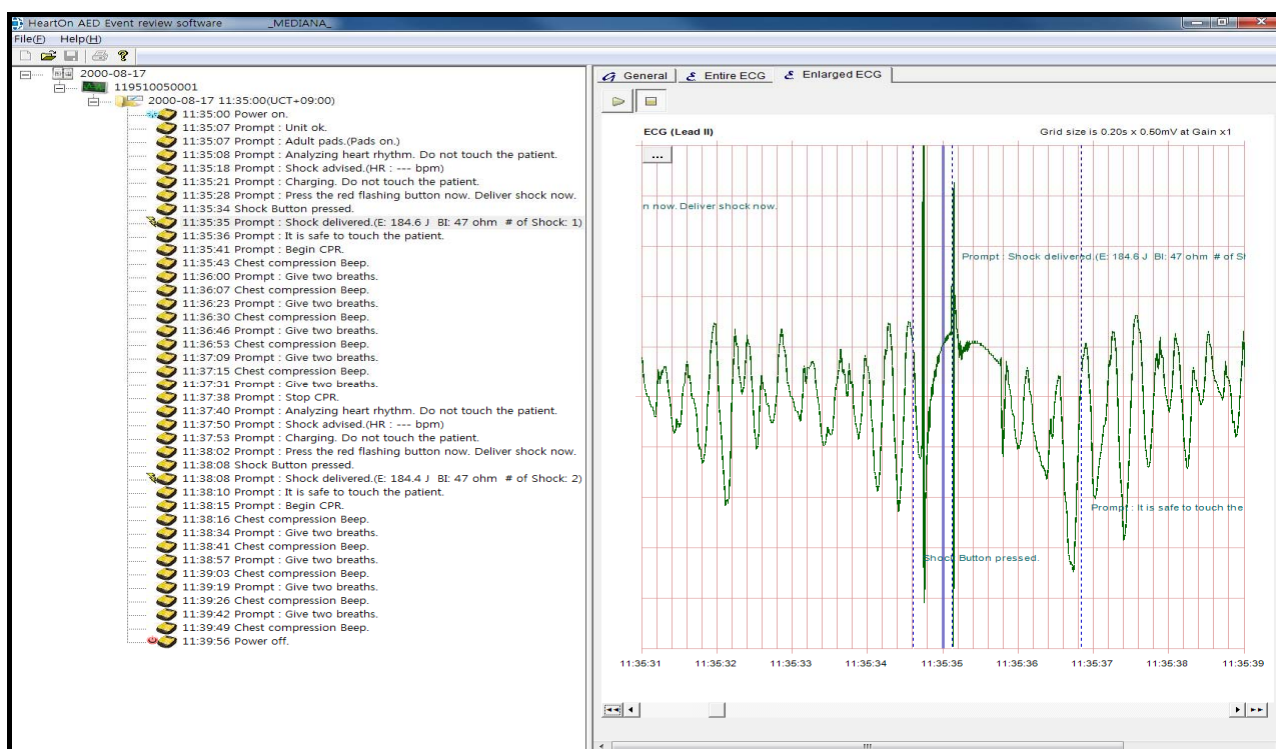 HeartOn AED Event review software _MEDIANA_
File(F) Help(H)
2000-08-17
119510050001
2000-08-17 11:35:00(UCT+09:00)
11:35:00 Power on.
11:35:07 Prompt : Unit ok.
11:35:07 Prompt : Adult pads.(Pads on.)
11:35:08 Prompt : Analyzing heart rhythm. Do not touch the patient.
11:35:18 Prompt : Shock advised.(HR : --- bpm)
11:35:21 Prompt : Charging. Do not touch the patient.
11:35:28 Prompt : Press the red flashing button now. Deliver shock now.
11:35:34 Shock Button pressed.
11:35:35 Prompt : Shock delivered.(E: 184.6 J BI: 47 ohm # of Shock: 1)
11:35:36 Prompt : It is safe to touch the patient.
11:35:41 Prompt : Begin CPR.
11:35:43 Chest compression Beep.
11:36:00 Prompt : Give two breaths.
11:36:07 Chest compression Beep.
11:36:23 Prompt : Give two breaths.
11:36:30 Chest compression Beep.
11:36:46 Prompt : Give two breaths.
11:36:53 Chest compression Beep.
11:37:09 Prompt : Give two breaths.
11:37:15 Chest compression Beep.
11:37:31 Prompt : Give two breaths.
11:37:38 Prompt : Stop CPR.
11:37:40 Prompt : Analyzing heart rhythm. Do not touch the patient.
11:37:50 Prompt : Shock advised.(HR : --- bpm)
11:37:53 Prompt : Charging. Do not touch the patient.
11:38:02 Prompt : Press the red flashing button now. Deliver shock now.
11:38:08 Shock Button pressed.
11:38:08 Prompt : Shock delivered.(E: 184.4 J BI: 47 ohm # of Shock: 2)
11:38:10 Prompt : It is safe to touch the patient.
11:38:15 Prompt : Begin CPR.
11:38:16 Chest compression Beep.
11:38:34 Prompt : Give two breaths.
11:38:41 Chest compression Beep.
11:38:57 Prompt : Give two breaths.
11:39:03 Chest compression Beep.
11:39:19 Prompt : Give two breaths.
11:39:26 Chest compression Beep.
11:39:42 Prompt : Give two breaths.
11:39:49 Chest compression Beep.
11:39:56 Power off.
General Entire ECG Enlarged ECG
ECG (Lead II) Grid size is 0.20s x 0.50mV at Gain x1
...
n now. Deliver shock now.
Prompt : Shock delivered.(E: 184.6 J BI: 47 ohm # of S
Prompt : It is safe to touch the
Shock Button pressed.
11:35:31 11:35:32 11:35:33 11:35:34 11:35:35 11:35:36 11:35:37 11:35:38 11:35:39